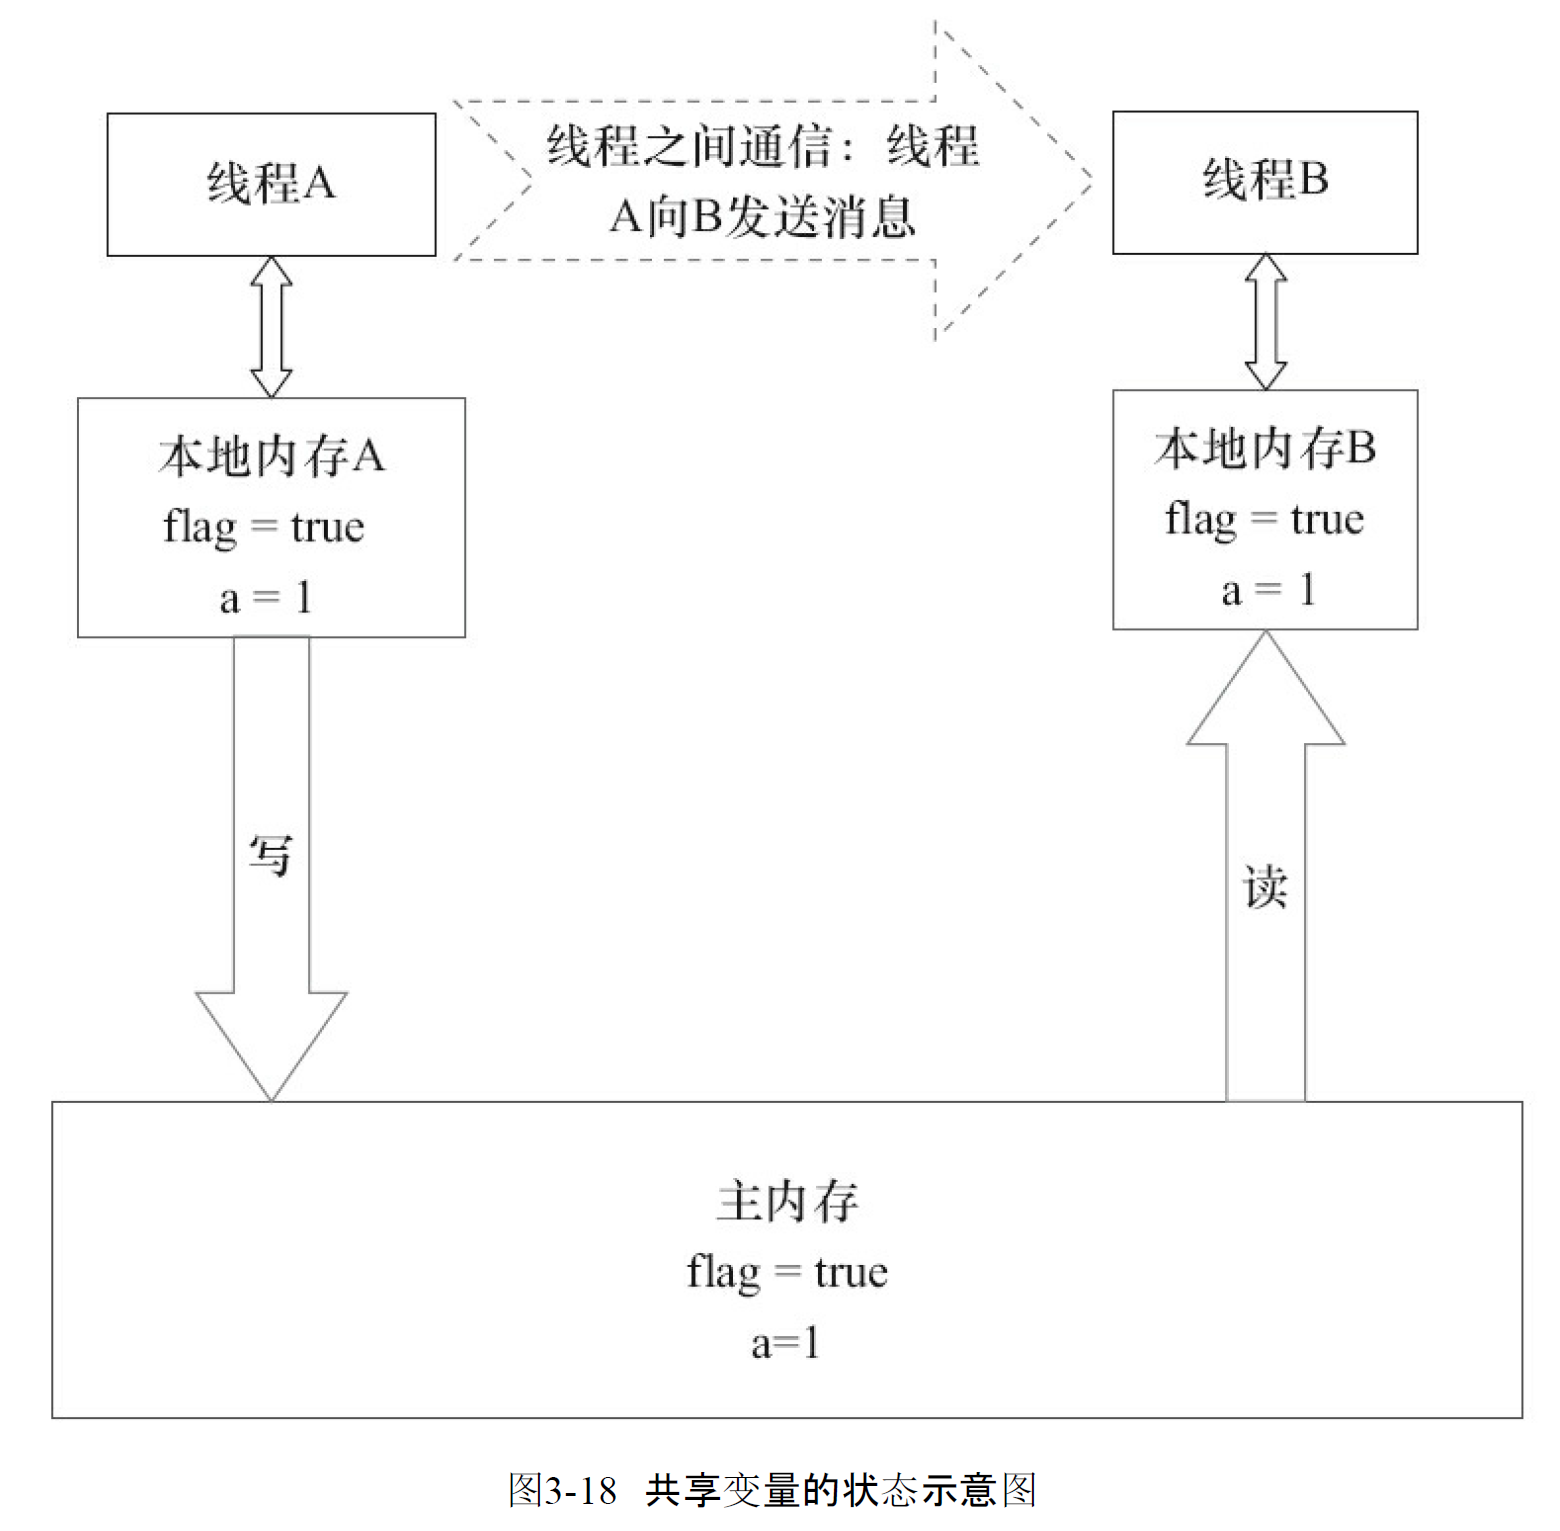 线程A
线程之间通信：线程
A向B发送消息
线程B
本地内存A
flag = true
a = 1
本地内存B
flag = true
a = 1
写
读
主内存
flag = true
a=1
图3-18 共享变量的状态示意图